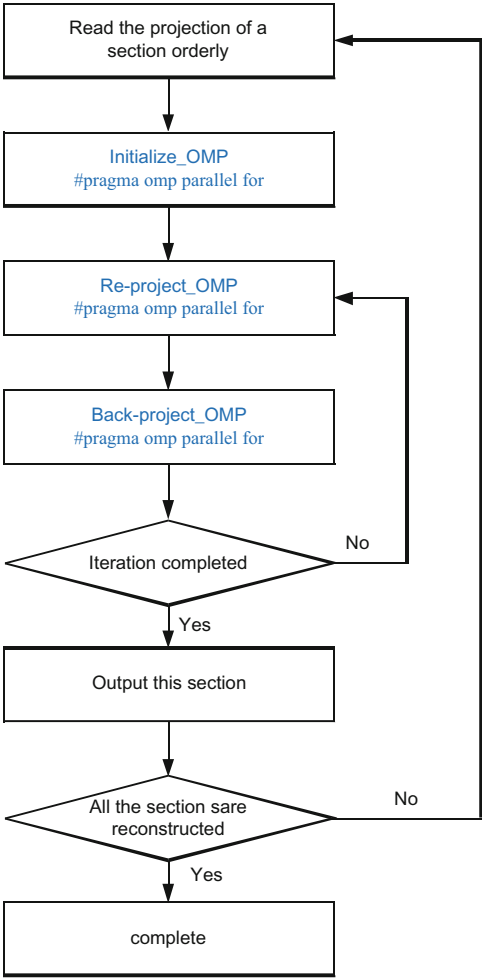 Read the projection of a
section orderly
Initialize_OMP
#pragma omp parallel for
Re-project_OMP
#pragma omp parallel for
Back-project_OMP
#pragma omp parallel for
Iteration completed
No
Yes
Output this section
All the section sare
reconstructed
No
Yes
complete